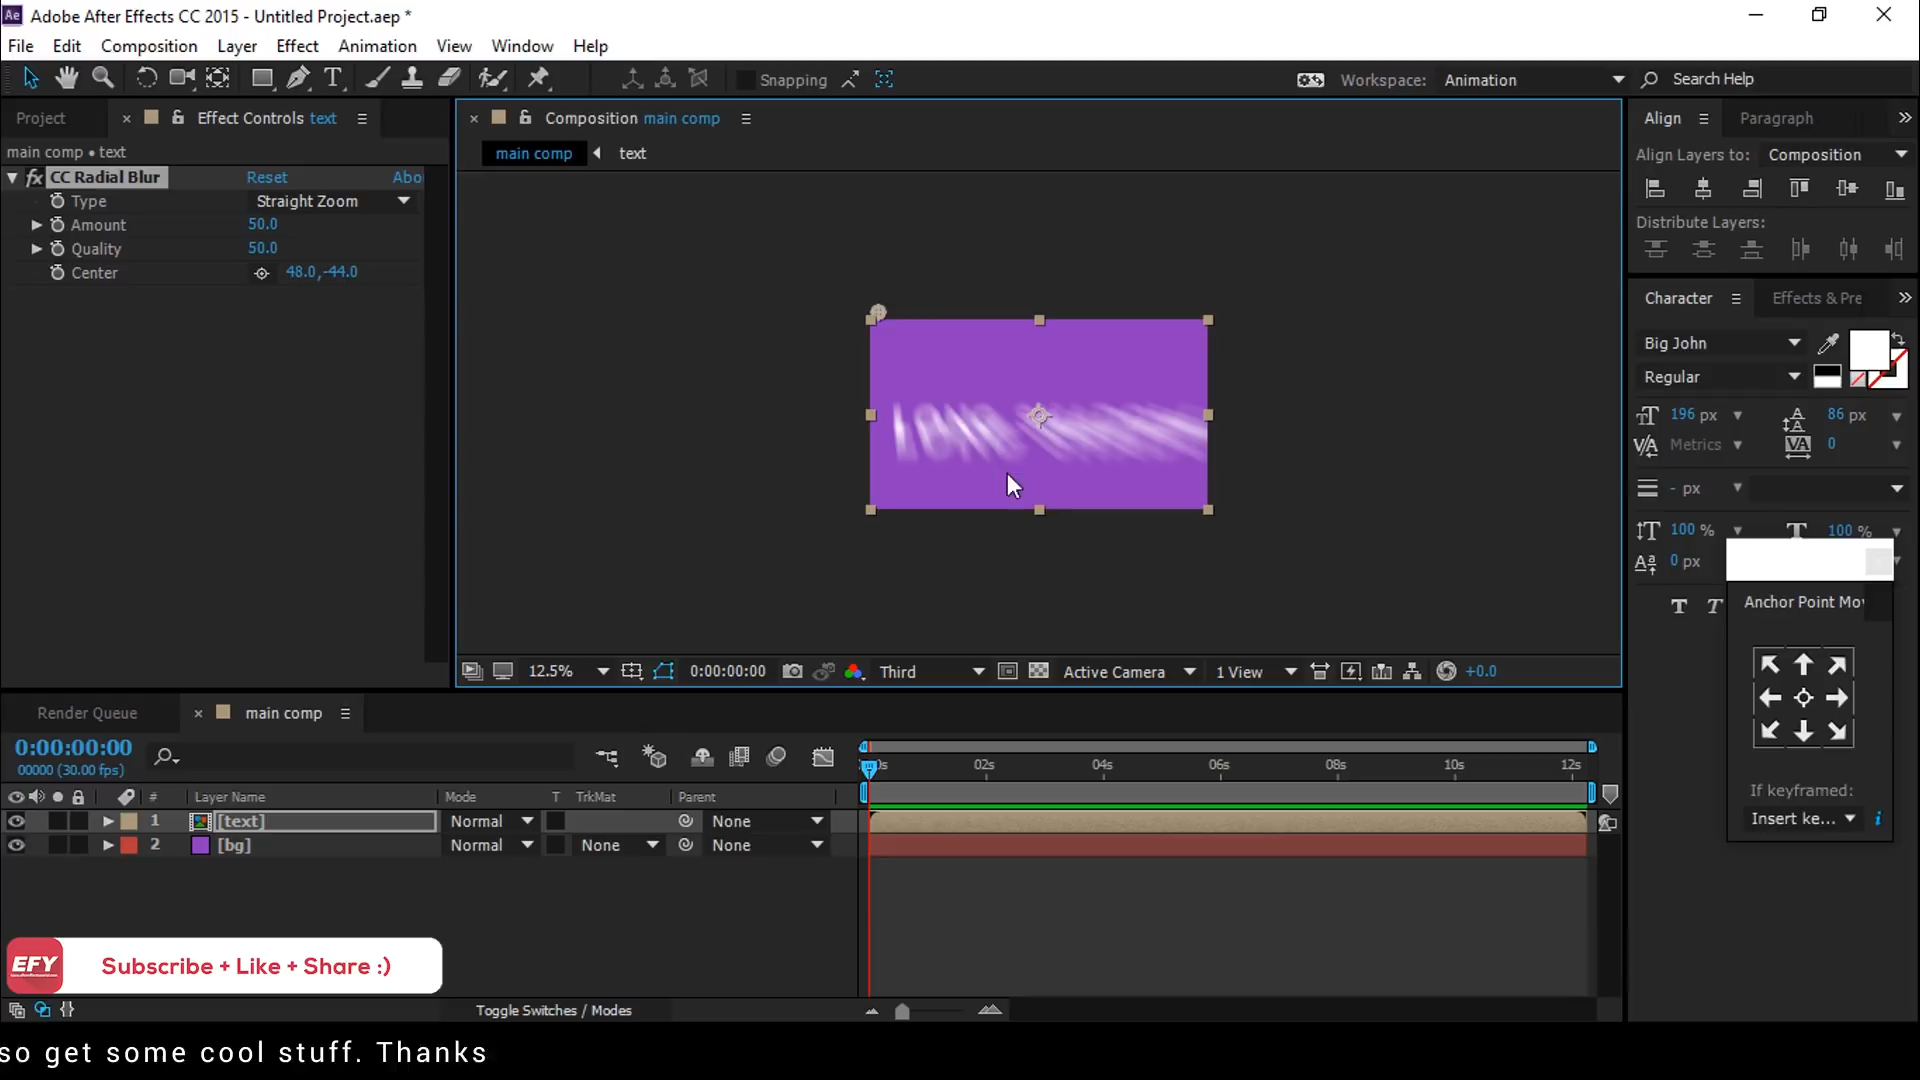 Ae Adobe After Effects CC 2015 - Untitled Project.aep *
File Edit Composition Layer Effect Animation View Window Help
Snapping
Workspace: Animation
Search Help
Project
Effect Controls text
main comp • text
fx CC Radial Blur Reset Abo
Type Straight Zoom
Amount 50.0
Quality 50.0
Center 48.0,-44.0
Composition main comp
main comp text
12.5% 0:00:00:00 Third Active Camera 1 View +0.0
Align Paragraph
Align Layers to: Composition
Distribute Layers:
Character Effects & Pre
Big John
Regular
196 px 86 px
Metrics 0
- px
100 % 100 %
0 px
T T
Anchor Point Mo
If keyframed:
Insert ke...
Render Queue
main comp
0:00:00:00
00000 (30.00 fps)
02s 04s 06s 08s 10s 12s
# Layer Name Mode T TrkMat Parent
1 [text] Normal None
2 [bg] Normal None None
EFY
Subscribe + Like + Share :)
Toggle Switches / Modes
so get some cool stuff. Thanks